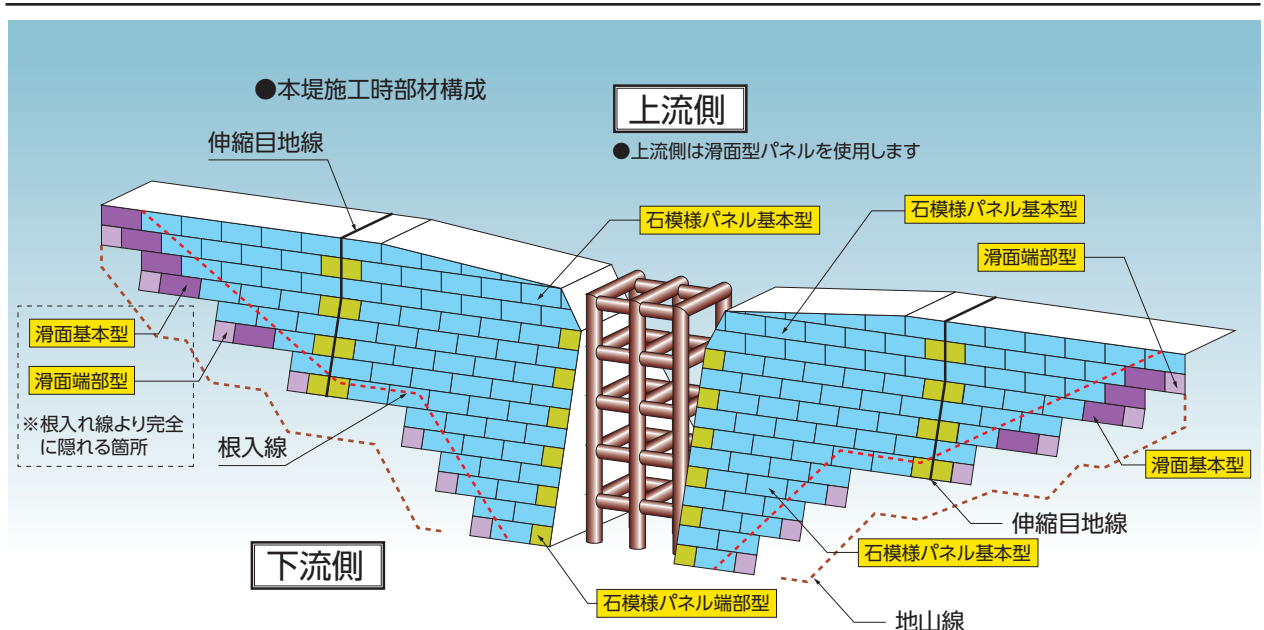 ●本堤施工時部材構成
上流側
●上流側は滑面型パネルを使用します
伸縮目地線
石模様パネル基本型
石模様パネル基本型
滑面端部型
滑面基本型
滑面端部型
※根入れ線より完全
に隠れる箇所
根入線
滑面基本型
伸縮目地線
石模様パネル基本型
下流側
石模様パネル端部型
地山線